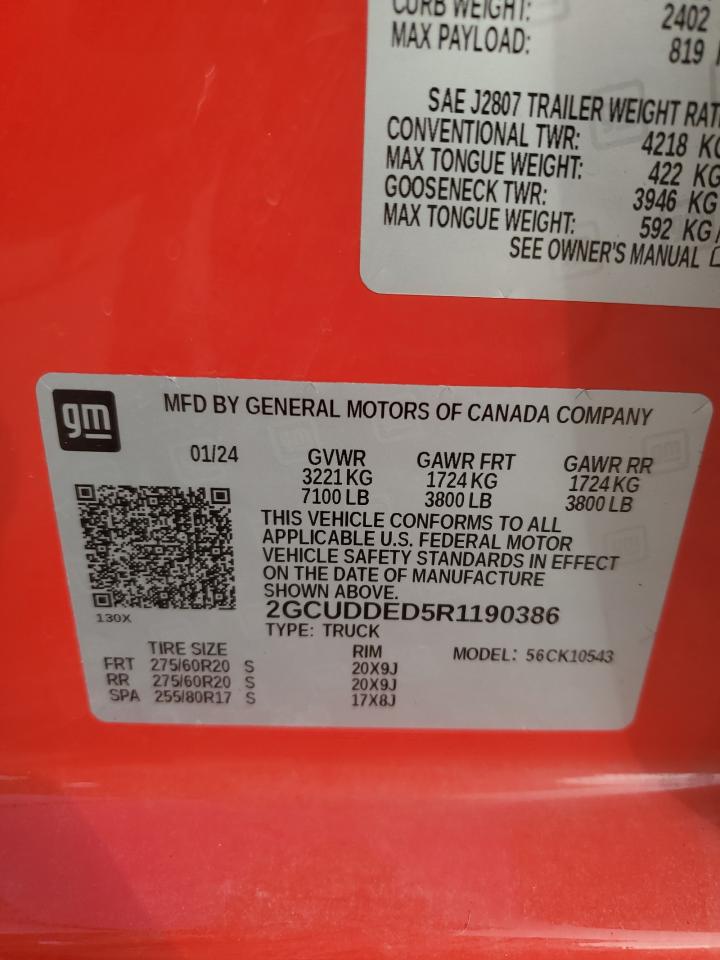 CURB WEIGHT: 2402
MAX PAYLOAD: 819
SAE J2807 TRAILER WEIGHT RATI
CONVENTIONAL TWR: 4218 KG
MAX TONGUE WEIGHT: 422 KG
GOOSENECK TWR: 3946 KG
MAX TONGUE WEIGHT: 592 KG/
SEE OWNER'S MANUAL
gm
MFD BY GENERAL MOTORS OF CANADA COMPANY
01/24 GVWR GAWR FRT GAWR RR
3221 KG 1724 KG 1724 KG
7100 LB 3800 LB 3800 LB
THIS VEHICLE CONFORMS TO ALL
APPLICABLE U.S. FEDERAL MOTOR
VEHICLE SAFETY STANDARDS IN EFFECT
ON THE DATE OF MANUFACTURE
SHOWN ABOVE.
130X
2GCUDDED5R1190386
TYPE: TRUCK
TIRE SIZE RIM MODEL: 56CK10543
FRT 275/60R20 S 20X9J
RR 275/60R20 S 20X9J
SPA 255/80R17 S 17X8J